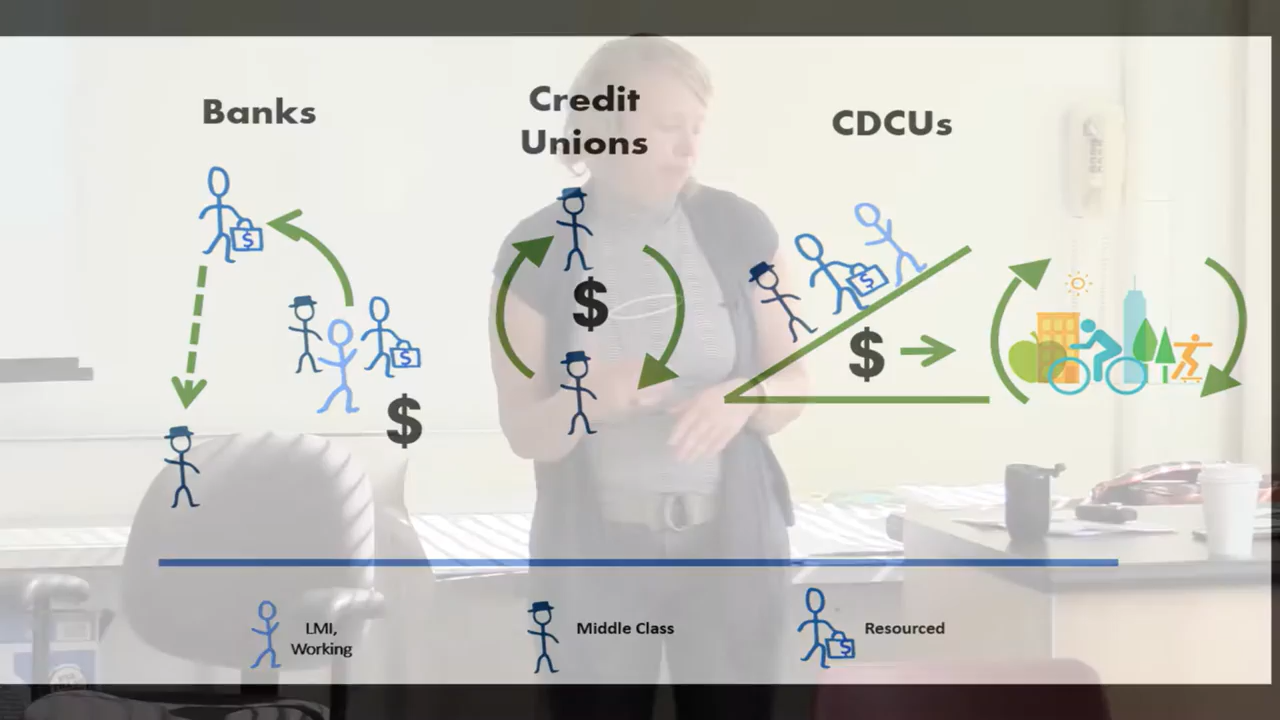 Banks
Credit
Unions
CDCUs
$
$
$
$
$
LMI,
Working
Middle Class
Resourced
$